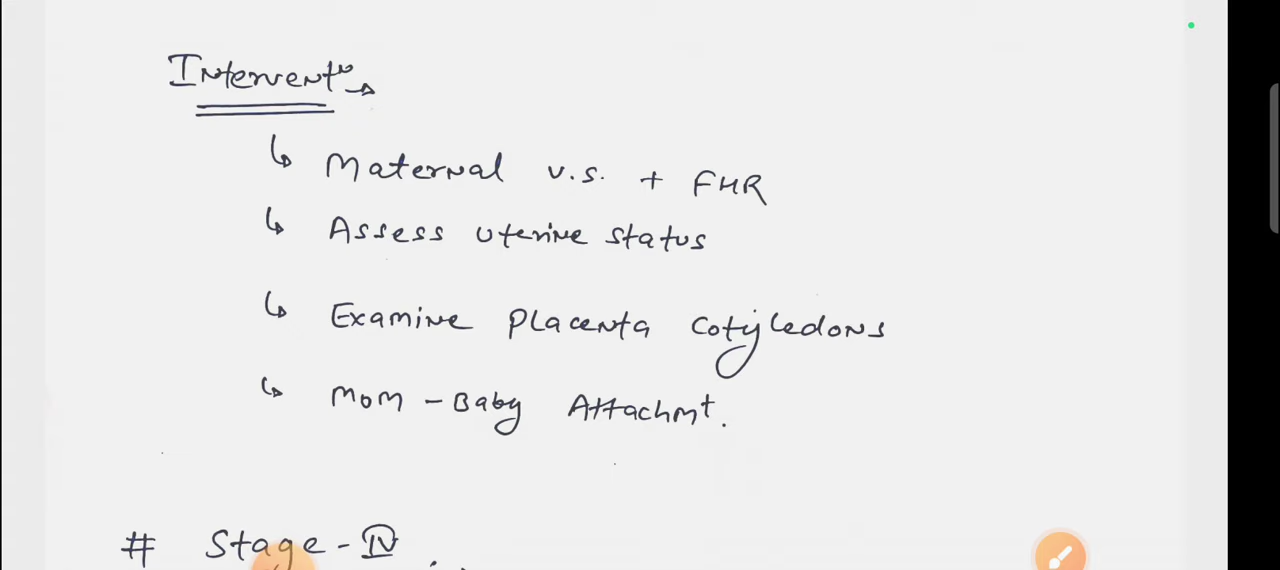 Interventn →
↳ Maternal v.s. + FHR
↳ Assess uterine status
↳ Examine Placenta Cotyledons
↳ Mom - Baby Attachmt.
# Stage - IV